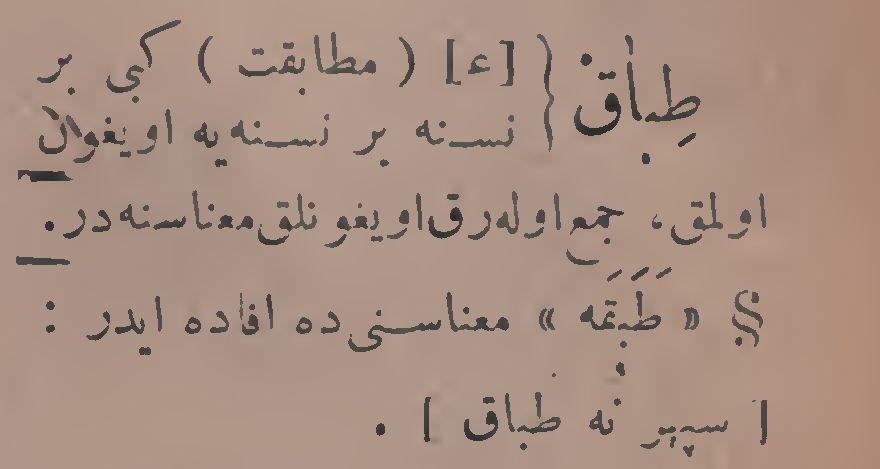 طِباق { [ع] ( مطابقت ) كبی بر
نسنه بر نسنه‌یه اویغون
اولمق، جمع اوله‌رق اویغونلق معناسنه‌در.
§ « طَبَقَه » معناسنی‌ده افاده ایدر :
[ سپهر نه طباق ] .